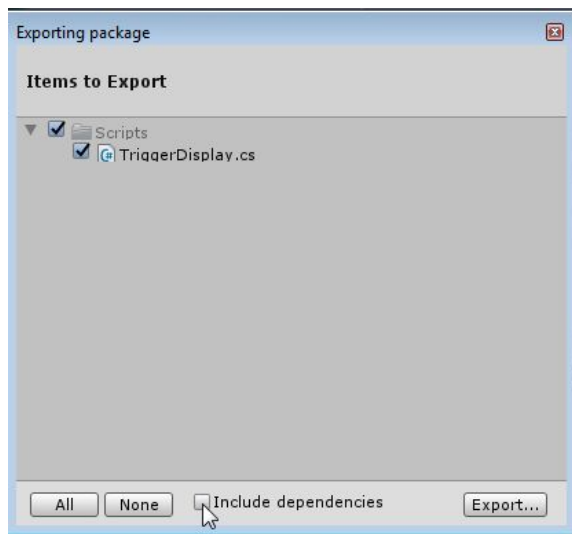 Exporting package
Items to Export
Scripts
TriggerDisplay.cs
All None Include dependencies Export...